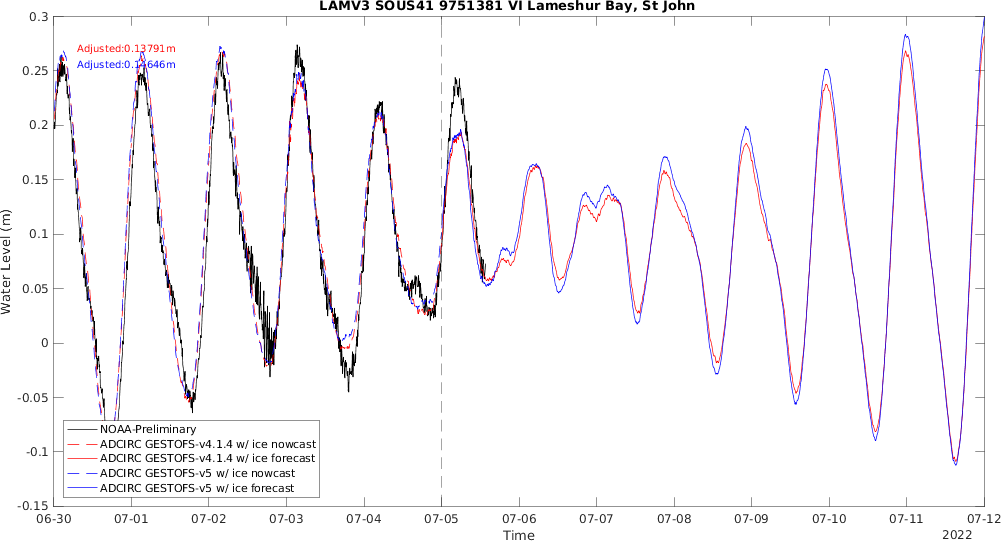 LAMV3 SOUS41 9751381 VI Lameshur Bay, St John
Adjusted:0.13791m
Adjusted:0.14646m
Water Level (m)
0.3
0.25
0.2
0.15
0.1
0.05
0
-0.05
-0.1
-0.15
NOAA-Preliminary
ADCIRC GESTOFS-v4.1.4 w/ ice nowcast
ADCIRC GESTOFS-v4.1.4 w/ ice forecast
ADCIRC GESTOFS-v5 w/ ice nowcast
ADCIRC GESTOFS-v5 w/ ice forecast
06-30 07-01 07-02 07-03 07-04 07-05 07-06 07-07 07-08 07-09 07-10 07-11 07-12
Time
2022